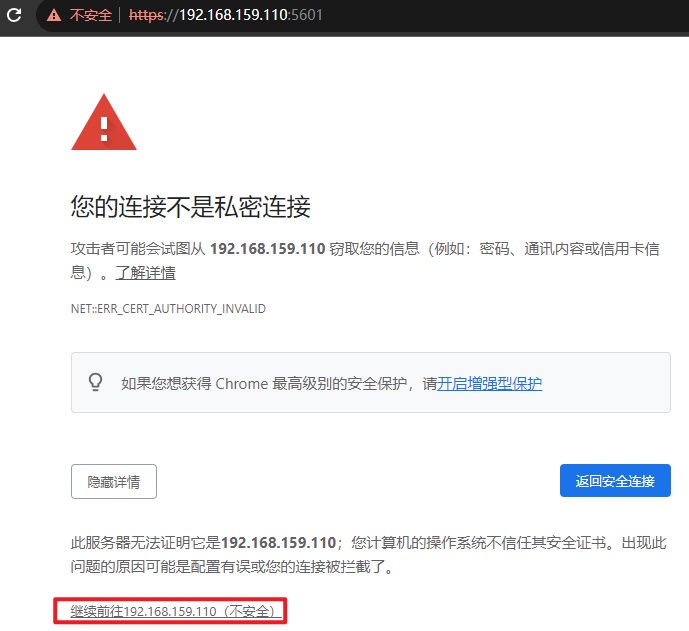 不安全 https://192.168.159.110:5601
您的连接不是私密连接
攻击者可能会试图从 192.168.159.110 窃取您的信息（例如：密码、通讯内容或信用卡信
息）。了解详情
NET::ERR_CERT_AUTHORITY_INVALID
如果您想获得 Chrome 最高级别的安全保护，请开启增强型保护
隐藏详情
返回安全连接
此服务器无法证明它是192.168.159.110；您计算机的操作系统不信任其安全证书。出现此
问题的原因可能是配置有误或您的连接被拦截了。
继续前往192.168.159.110（不安全）